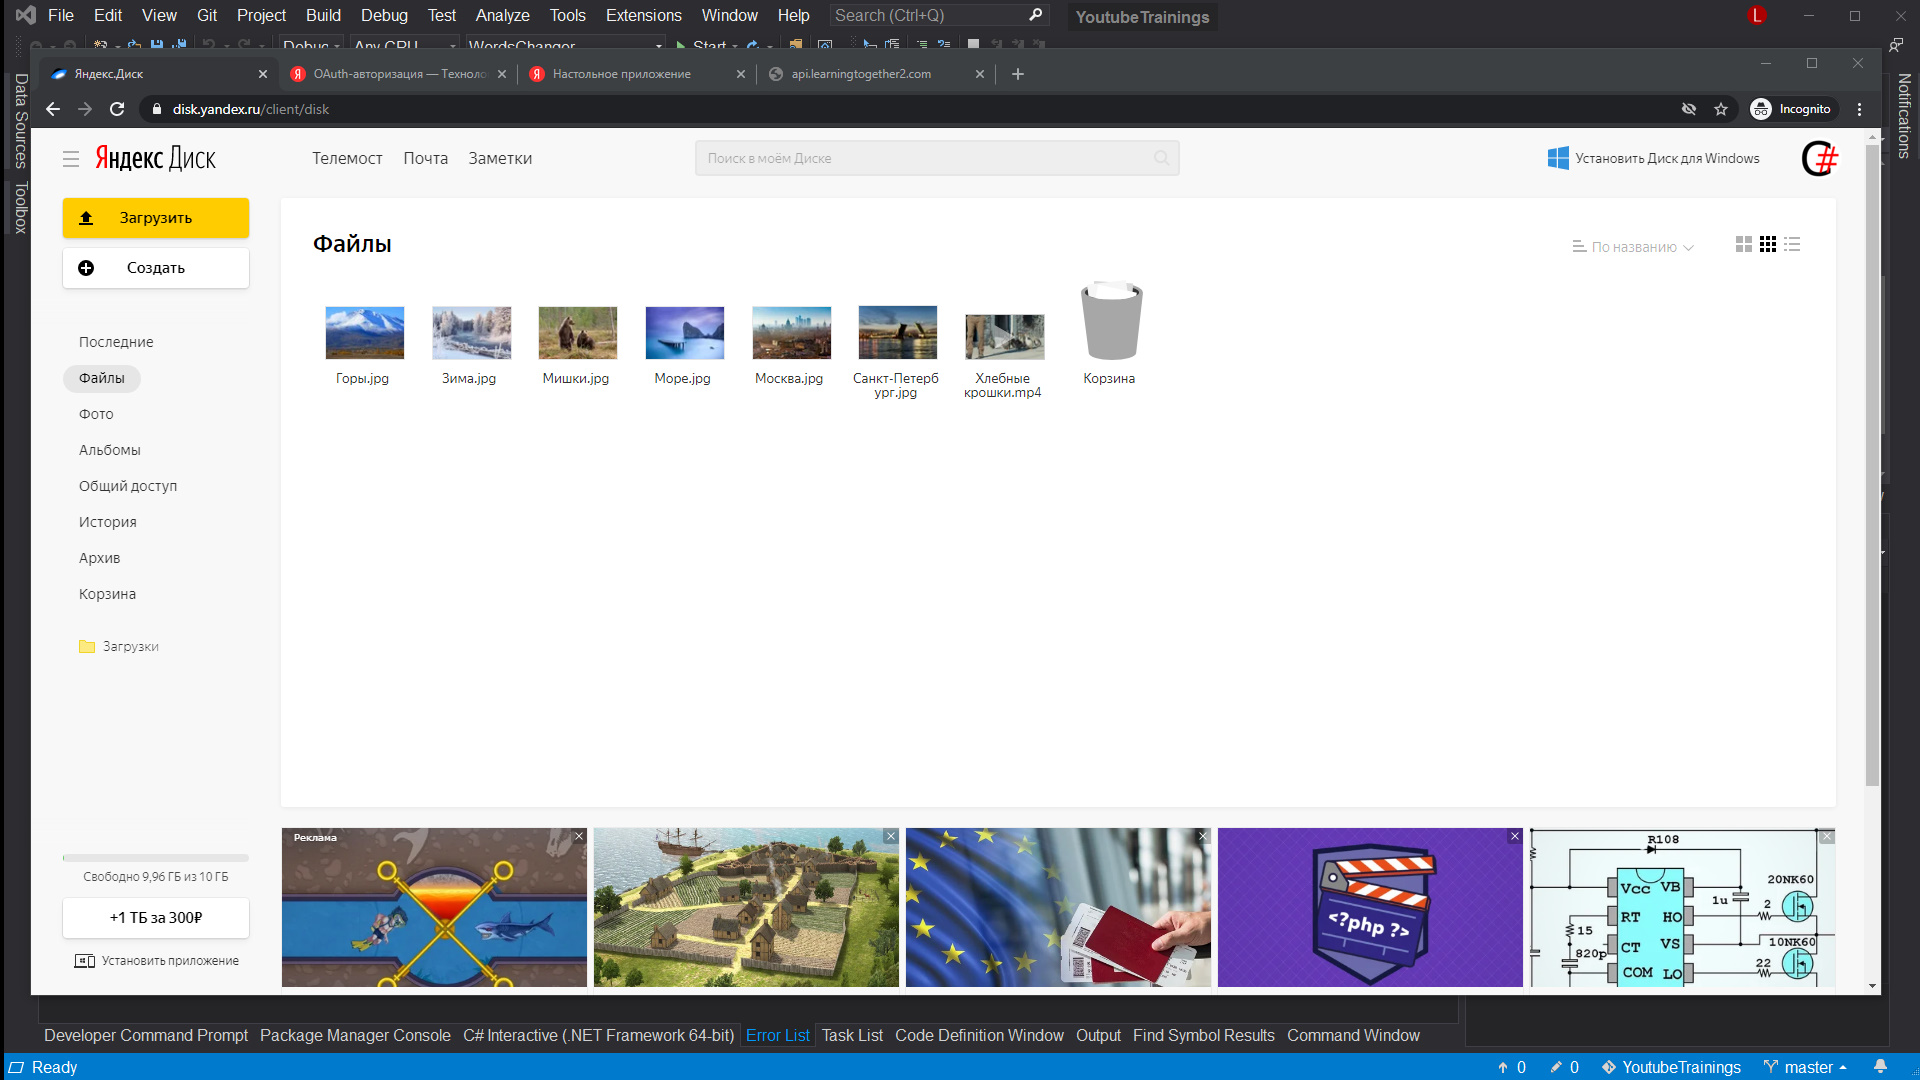 File Edit View Git Project Build Debug Test Analyze Tools Extensions Window Help Search (Ctrl+Q) YoutubeTrainings L
Debug Any CPU WordsChanger Start
Data Sources
Toolbox
Notifications
Яндекс.Диск
OAuth-авторизация — Техноло
Настольное приложение
api.learningtogether2.com
disk.yandex.ru/client/disk
Incognito
Яндекс Диск
Телемост Почта Заметки
Поиск в моём Диске
Установить Диск для Windows
C#
Загрузить
Создать
Последние
Файлы
Фото
Альбомы
Общий доступ
История
Архив
Корзина
Загрузки
Свободно 9,96 ГБ из 10 ГБ
+1 ТБ за 300₽
Установить приложение
Файлы
По названию
Горы.jpg
Зима.jpg
Мишки.jpg
Море.jpg
Москва.jpg
Санкт-Петерб
ург.jpg
Хлебные
крошки.mp4
Корзина
Реклама
<?php ?>
R108
20NK60
Vcc VB
1u
2
RT HO
15
CT VS
10NK60
820p
22
COM LO
Developer Command Prompt Package Manager Console C# Interactive (.NET Framework 64-bit) Error List Task List Code Definition Window Output Find Symbol Results Command Window
Ready
0 0 YoutubeTrainings master